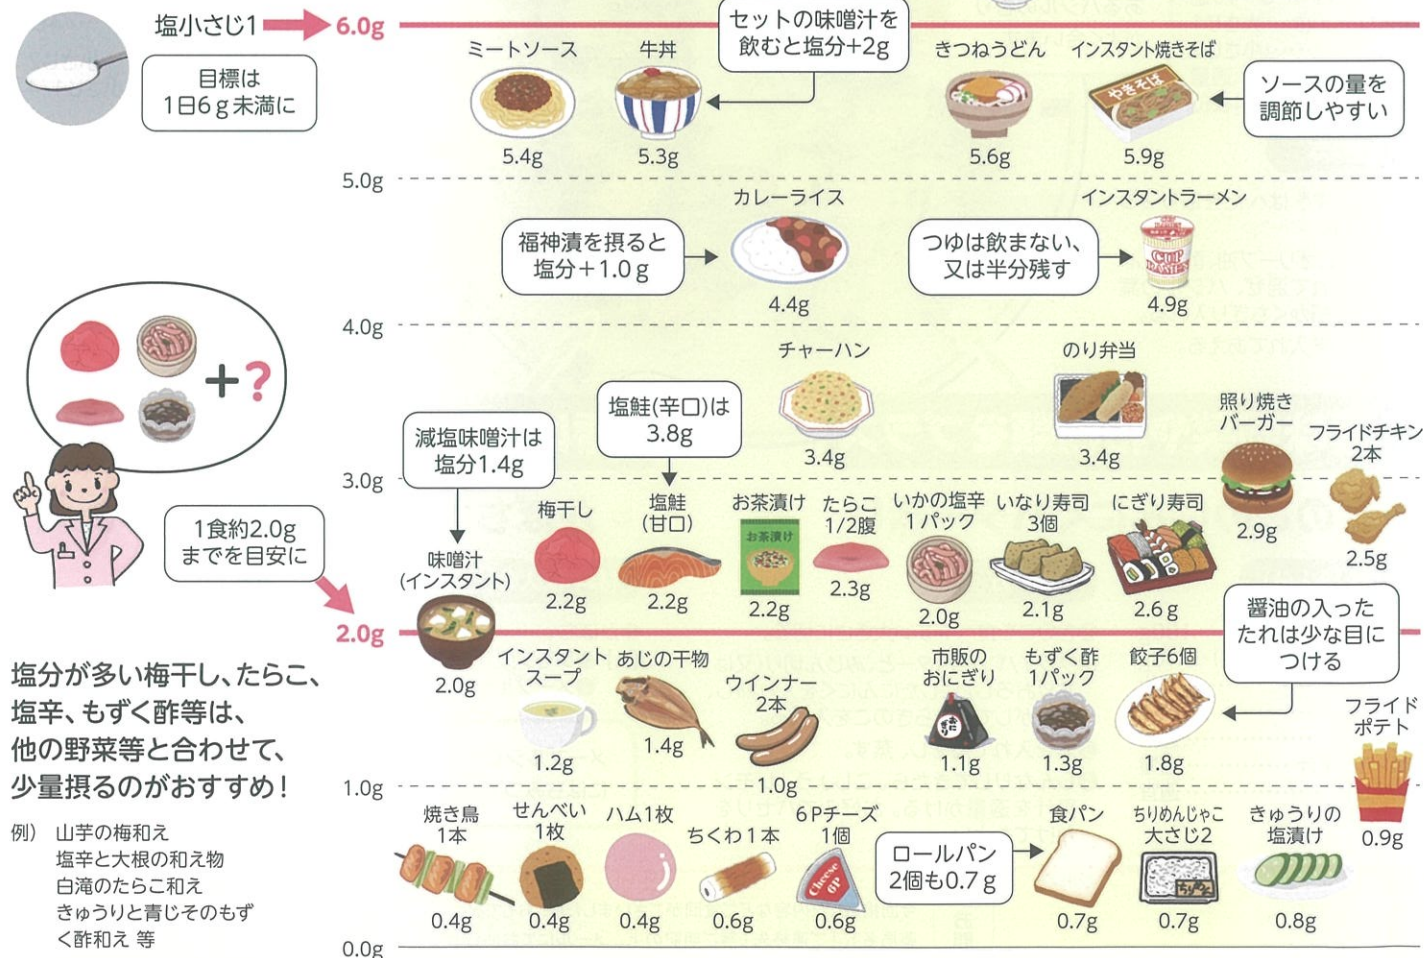 塩小さじ1
6.0g
目標は
1日6g未満に
セットの味噌汁を
飲むと塩分+2g
ミートソース
5.4g
牛丼
5.3g
きつねうどん
5.6g
インスタント焼きそば
やきそば
5.9g
ソースの量を
調節しやすい
5.0g
カレーライス
福神漬を摂ると
塩分+1.0g
4.4g
インスタントラーメン
つゆは飲まない、
又は半分残す
CUP
4.9g
4.0g
チャーハン
3.4g
のり弁当
3.4g
塩鮭(辛口)は
3.8g
減塩味噌汁は
塩分1.4g
照り焼き
バーガー
2.9g
フライドチキン
2本
2.5g
+?
3.0g
1食約2.0g
までを目安に
味噌汁
(インスタント)
2.0g
梅干し
2.2g
塩鮭
(甘口)
2.2g
お茶漬け
お茶漬け
2.2g
たらこ
1/2腹
2.3g
いかの塩辛
1パック
2.0g
いなり寿司
3個
2.1g
にぎり寿司
2.6g
醤油の入った
たれは少な目に
つける
2.0g
インスタント
スープ
1.2g
あじの干物
1.4g
ウインナー
2本
1.0g
市販の
おにぎり
おにぎり
1.1g
もずく酢
1パック
1.3g
餃子6個
1.8g
フライド
ポテト
0.9g
塩分が多い梅干し、たらこ、
塩辛、もずく酢等は、
他の野菜等と合わせて、
少量摂るのがおすすめ!
例) 山芋の梅和え
塩辛と大根の和え物
白滝のたらこ和え
きゅうりと青じそのもず
く酢和え 等
1.0g
焼き鳥
1本
0.4g
せんべい
1枚
0.4g
ハム1枚
0.4g
ちくわ1本
0.6g
6Pチーズ
1個
Cheese
6P
0.6g
ロールパン
2個も0.7g
食パン
0.7g
ちりめんじゃこ
大さじ2
0.7g
きゅうりの
塩漬け
0.8g
0.0g